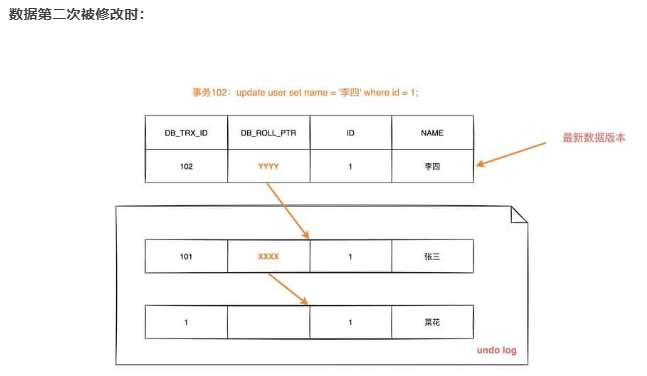 数据第二次被修改时：
事务102：update user set name = '李四' where id = 1;
DB_TRX_ID DB_ROLL_PTR ID NAME
最新数据版本
102 YYYY 1 李四
101 XXXX 1 张三
1 1 菜花
undo log